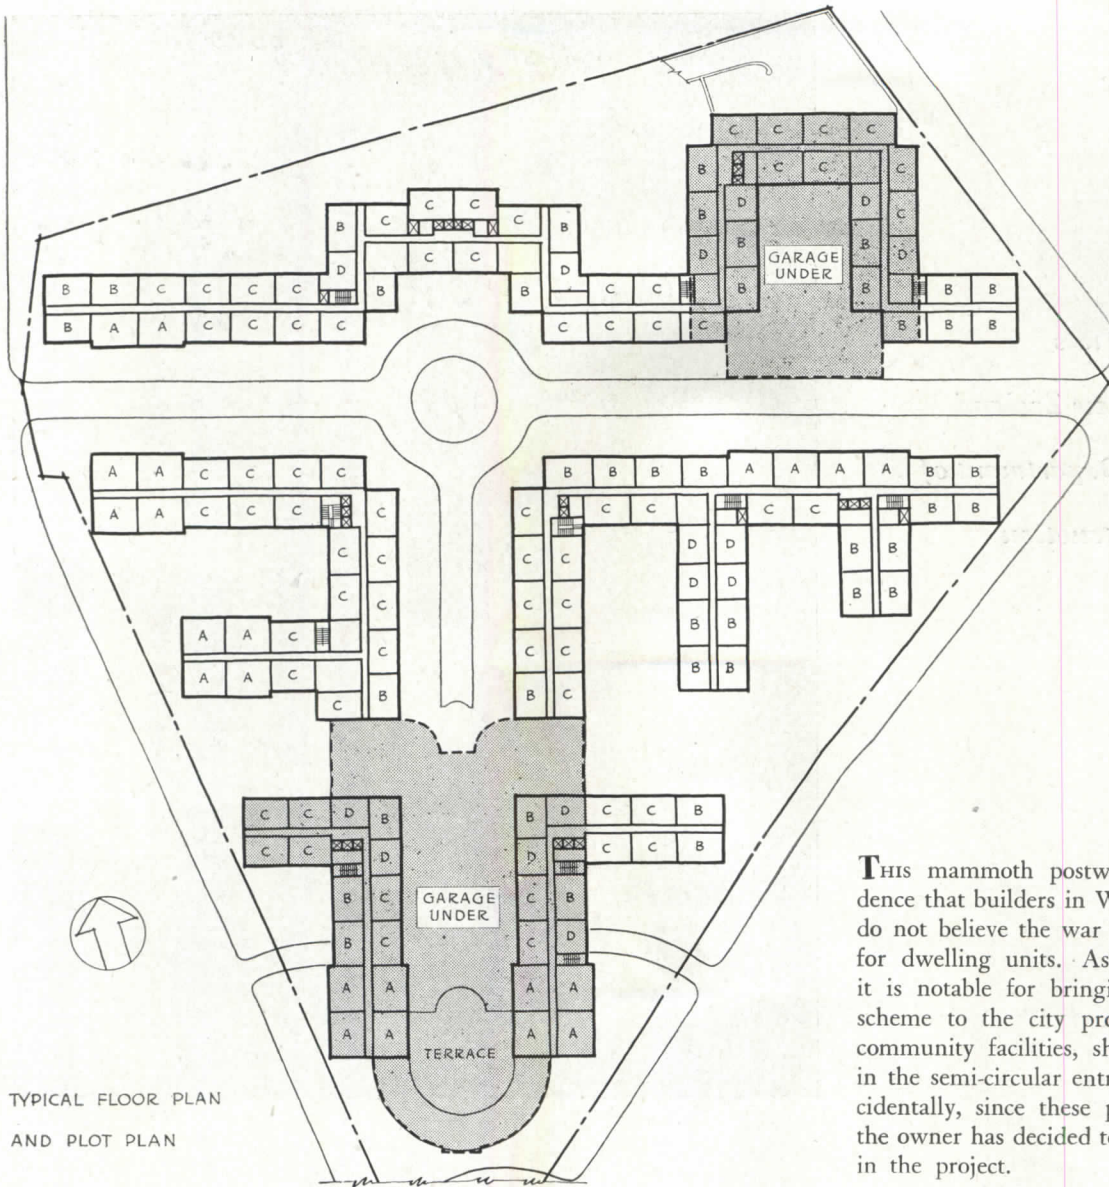 C C C C
B C C C
C C D D
B C C B B C
B GARAGE B
UNDER
D C C D D D
B B C C C C B B C C B B B B
B A A C C C C C C C C B B B
A A C C C C B B B B A A A A B B
A A C C C C C C C C C B B
C C D D B B
C C C D D B B
A A C C C C B B
A A C C C B B
C B B C
C C D B B D C C B
C C D D C C B
B C GARAGE C B
UNDER
B C C D
A A A A
A A TERRACE A A
TYPICAL FLOOR PLAN
AND PLOT PLAN
THIS mammoth postw
dence that builders in W
do not believe the war
for dwelling units. As
it is notable for bringi
scheme to the city pro
community facilities, sh
in the semi-circular entr
cidentally, since these p
the owner has decided to
in the project.